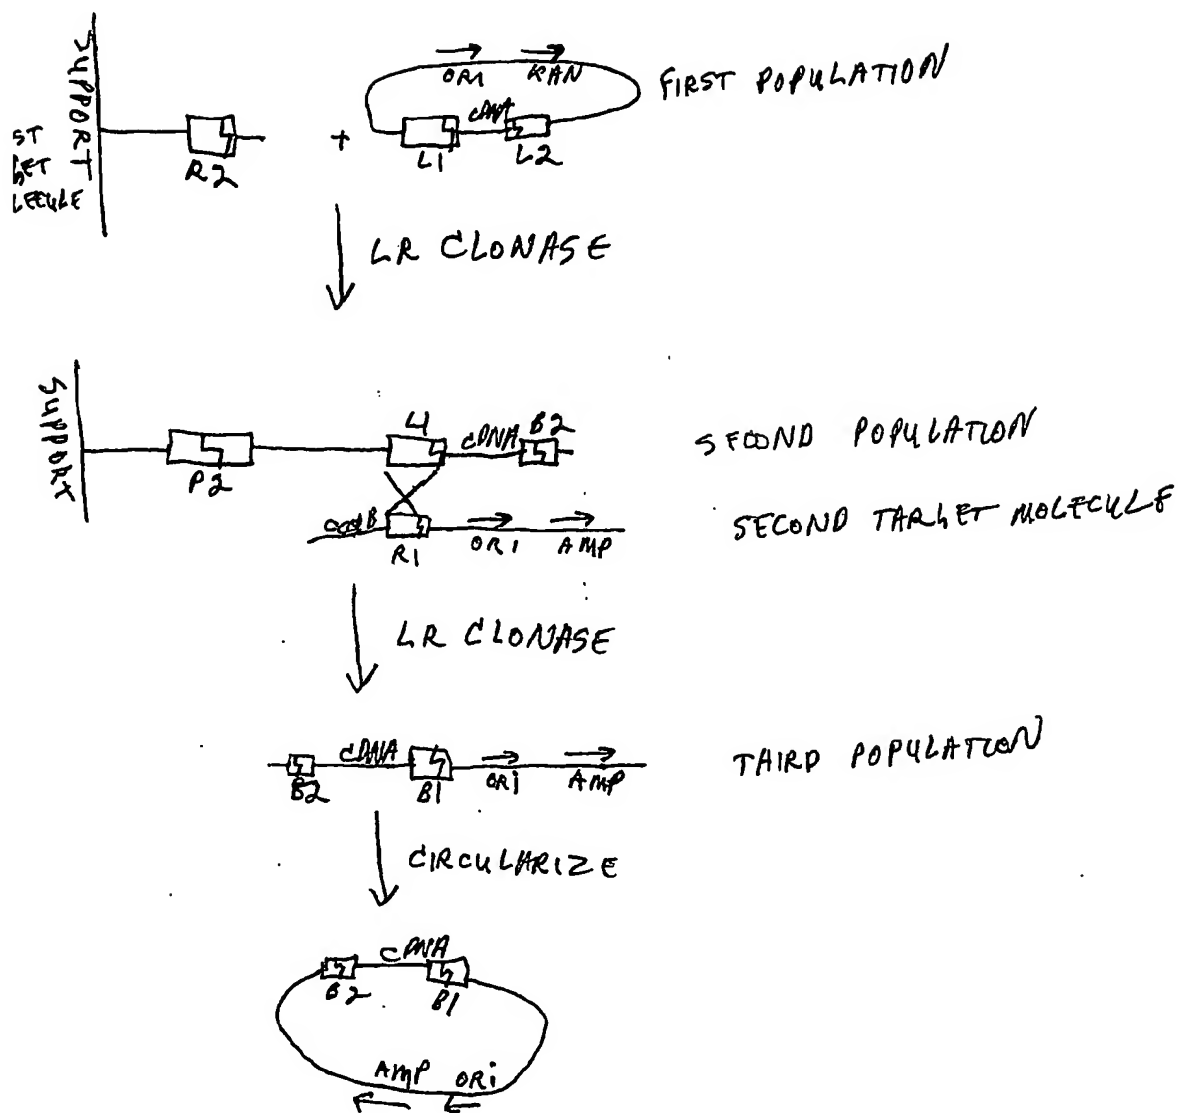 SUPPORT
ORI KAN
FIRST POPULATION
cDNA
ST
R2
+
L1
L2
LR CLONASE
SUPPORT
L1
cDNA
B2
SECOND POPULATION
P2
ccdB
R1
ORi
AMP
SECOND TARGET MOLECULE
LR CLONASE
cDNA
B2
B1
ORi
AMP
THIRD POPULATION
CIRCULARIZE
cDNA
B2
B1
AMP ORi